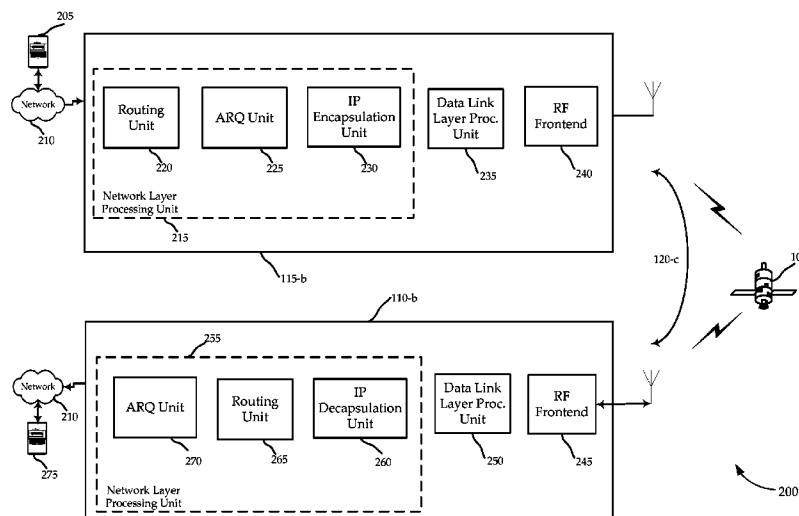 205
Network
210
Routing
Unit
220
ARQ Unit
225
IP
Encapsulation
Unit
230
Data Link
Layer Proc.
Unit
235
RF
Frontend
240
Network Layer
Processing Unit
215
115-b
120-c
10
110-b
255
Network
210
275
ARQ Unit
270
Routing
Unit
265
IP
Decapsulation
Unit
260
Data Link
Layer Proc.
Unit
250
RF
Frontend
245
Network Layer
Processing Unit
200